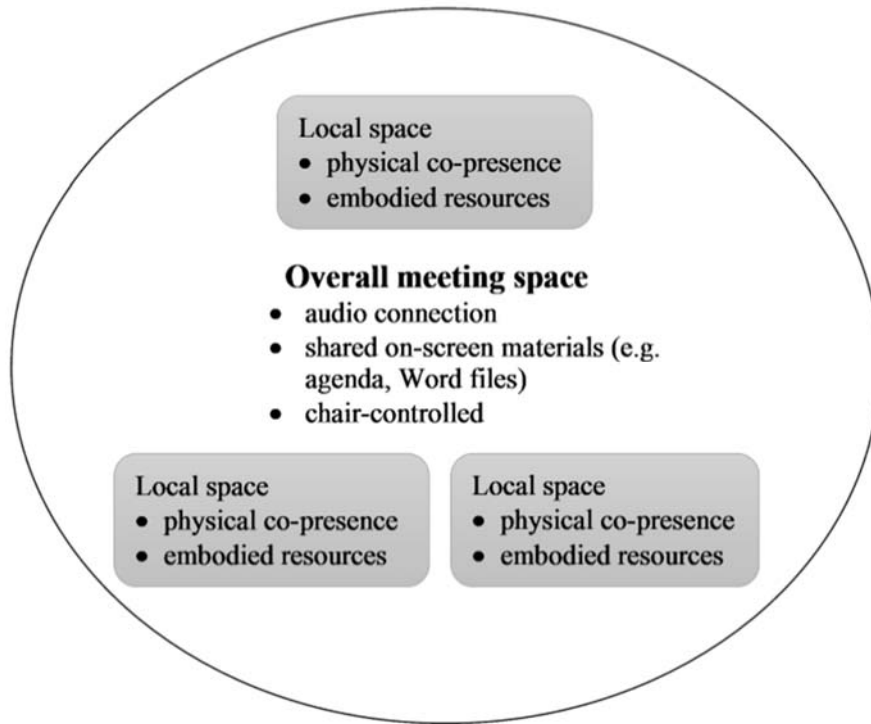 Local space
• physical co-presence
• embodied resources
Overall meeting space
• audio connection
• shared on-screen materials (e.g.
agenda, Word files)
• chair-controlled
Local space
• physical co-presence
• embodied resources
Local space
• physical co-presence
• embodied resources